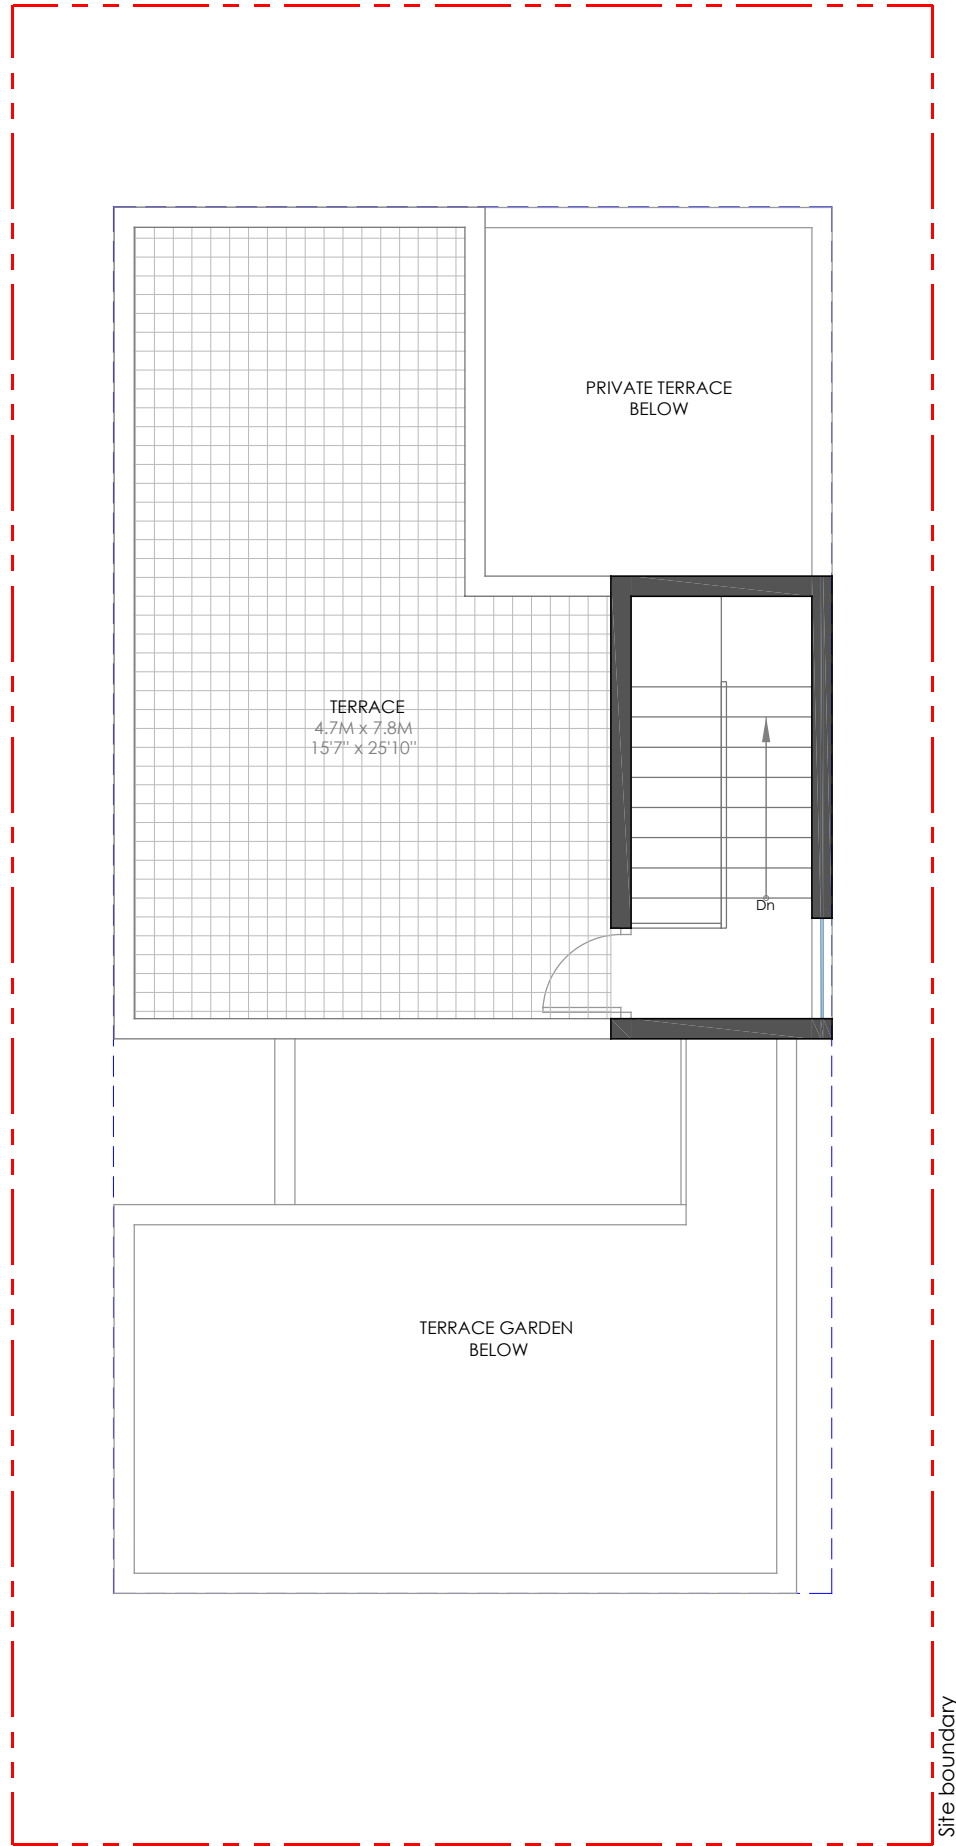 PRIVATE TERRACE
BELOW
TERRACE
4.7M x 7.8M
15'7" x 25'10"
Dn
TERRACE GARDEN
BELOW
Site boundary